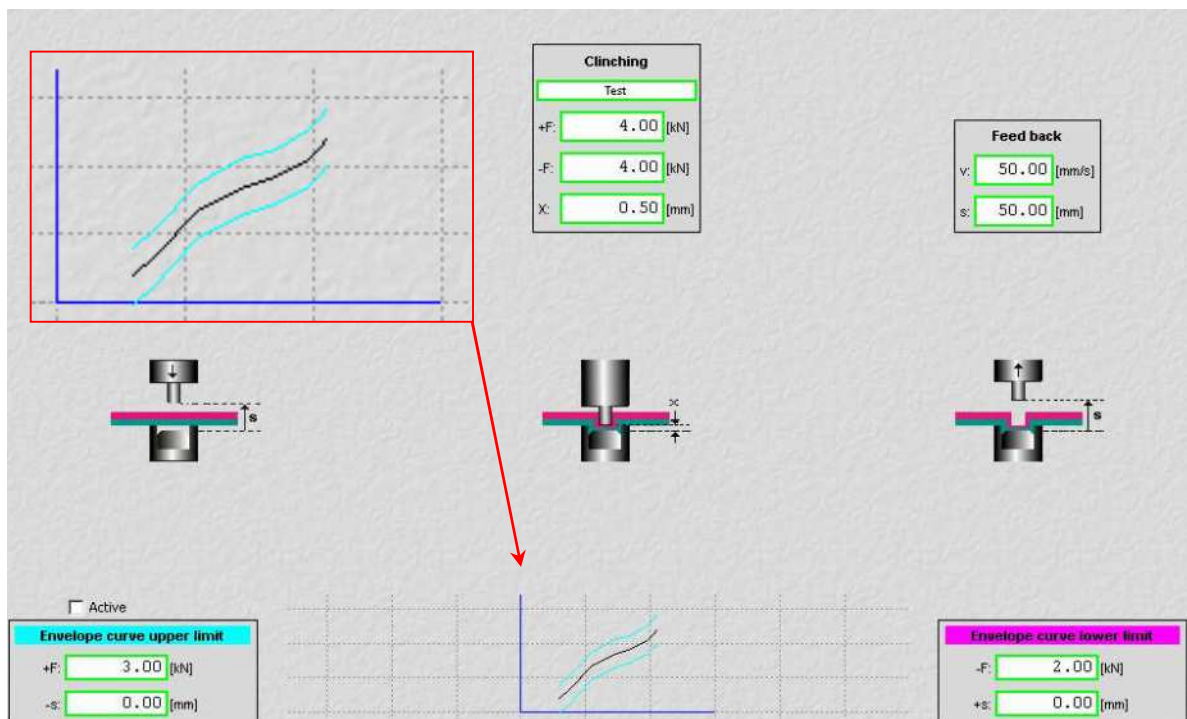 Clinching
Test
+F: 4.00 [kN]
-F: 4.00 [kN]
X: 0.50 [mm]
Feed back
v: 50.00 [mm/s]
s: 50.00 [mm]
s
x
s
Active
Envelope curve upper limit
+F: 3.00 [kN]
-s: 0.00 [mm]
Envelope curve lower limit
-F: 2.00 [kN]
+s: 0.00 [mm]